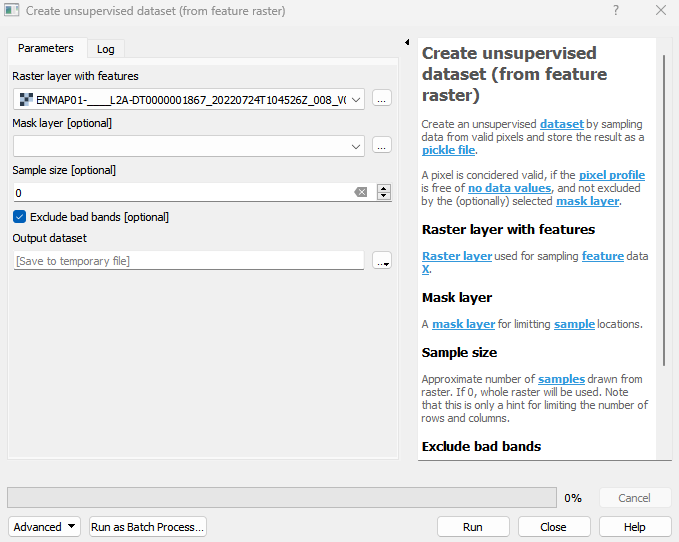 Create unsupervised dataset (from feature raster)
?
Parameters
Log
Raster layer with features
ENMAP01-____L2A-DT0000001867_20220724T104526Z_008_V0
...
Mask layer [optional]
...
Sample size [optional]
0
Exclude bad bands [optional]
Output dataset
[Save to temporary file]
...
Create unsupervised
dataset (from feature
raster)
Create an unsupervised dataset by sampling
data from valid pixels and store the result as a
pickle file.
A pixel is concidered valid, if the pixel profile
is free of no data values, and not excluded
by the (optionally) selected mask layer.
Raster layer with features
Raster layer used for sampling feature data
X.
Mask layer
A mask layer for limitting sample locations.
Sample size
Approximate number of samples drawn from
raster. If 0, whole raster will be used. Note
that this is only a hint for limiting the number of
rows and columns.
Exclude bad bands
0%
Cancel
Advanced
Run as Batch Process...
Run
Close
Help